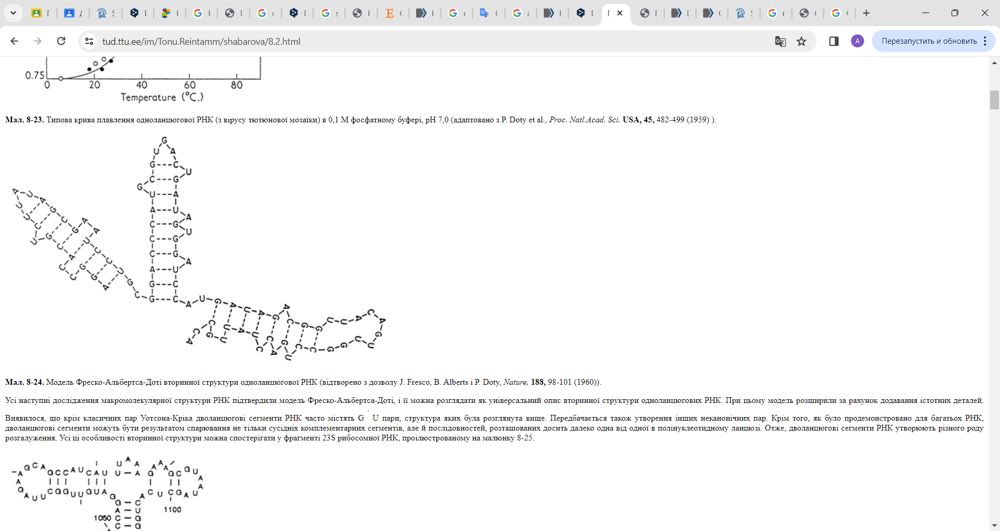 tud.ttu.ee/im/Tonu.Reintamm/shabarova/8.2.html
Перезапустить и обновить
A
0.75
0 20 40 60 80
Temperature (°C.)
Мал. 8-23. Типова крива плавлення одноланцюгової РНК (з вірусу тютюнової мозаїки) в 0,1 М фосфатному буфері, рН 7,0 (адаптовано з P. Doty et al., Proc. Natl.Acad. Sci. USA, 45, 482-499 (1959) ).
Мал. 8-24. Модель Фреско-Альбертса-Доті вторинної структури одноланцюгової РНК (відтворено з дозволу J. Fresco, B. Alberts і P. Doty, Nature, 188, 98-101 (1960)).
Усі наступні дослідження макромолекулярної структури РНК підтвердили модель Фреско-Альбертса-Доті, і її можна розглядати як універсальний опис вторинної структури одноланцюгових РНК. При цьому модель розширили за рахунок додавання істотних деталей.
Виявилося, що крім класичних пар Уотсона-Кріка дволанцюгові сегменти РНК часто містять G · U пари, структура яких була розглянута вище. Передбачається також утворення інших неканонічних пар. Крім того, як було продемонстровано для багатьох РНК,
дволанцюгові сегменти можуть бути результатом спарювання не тільки сусідніх комплементарних сегментів, але й послідовностей, розташованих досить далеко одна від одної в полінуклеотидному ланцюзі. Отже, дволанцюгові сегменти РНК утворюють різного роду
розгалуження. Усі ці особливості вторинної структури можна спостерігати у фрагменті 23S рибосомної РНК, проілюстрованому на малюнку 8-25.
1100
1050